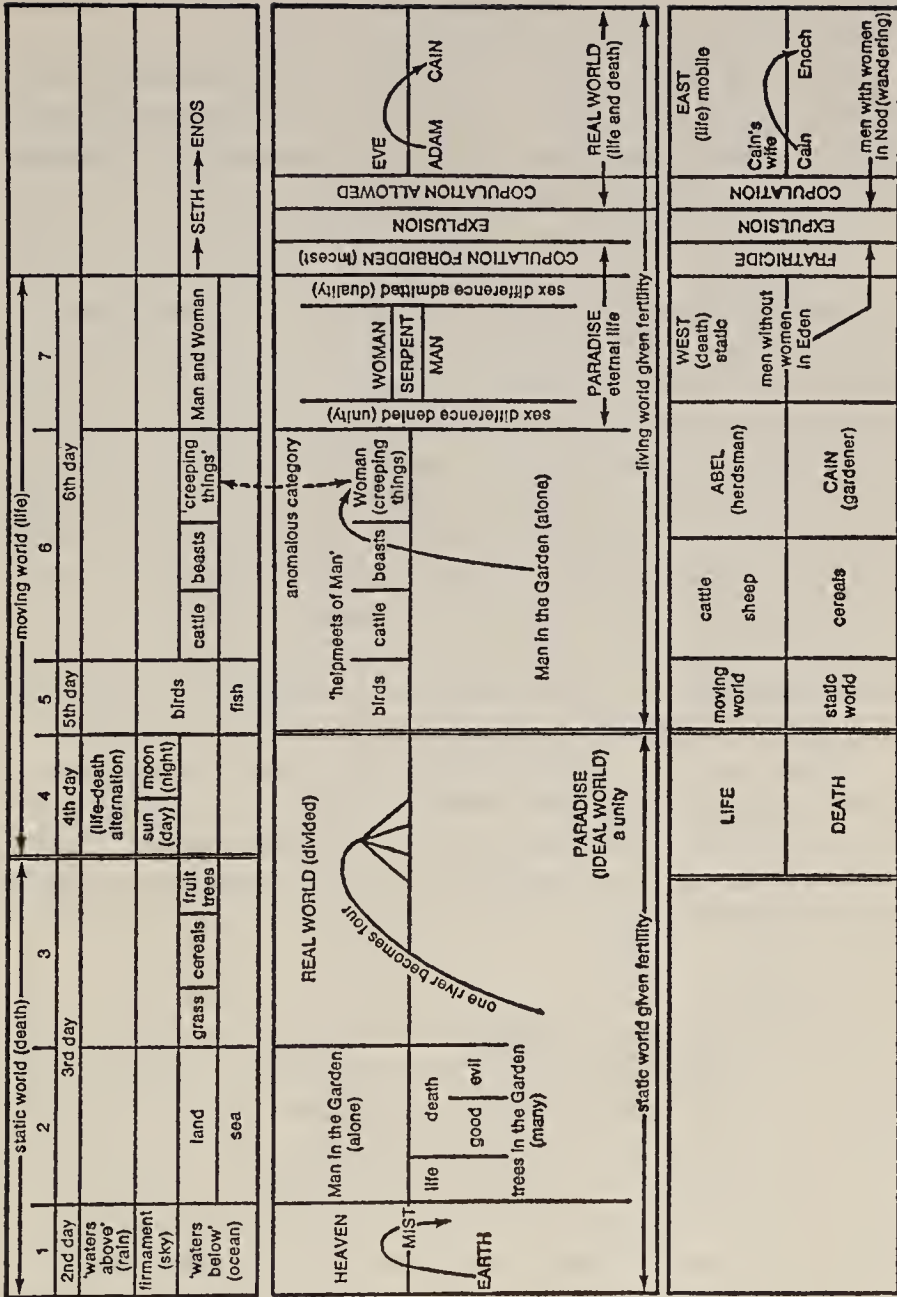 static world (death)
moving world (life)
1
2
3
4
5
6
7
2nd day
3rd day
4th day
5th day
6th day
'waters
above'
(rain)
(life-death
alternation)
firmament
(sky)
sun
(day)
moon
(night)
birds
'waters
below'
(ocean)
land
grass
cereals
fruit
trees
cattle
beasts
'creeping
things'
Man and Woman
SETH
ENOS
sea
fish
HEAVEN
MIST
EARTH
Man in the Garden
(alone)
life
death
good
evil
trees in the Garden
(many)
REAL WORLD (divided)
one river becomes four
PARADISE
(IDEAL WORLD)
a unity
static world given fertility
anomalous category
'helpmeets of Man'
birds
cattle
beasts
Woman
(creeping
things)
Man in the Garden (alone)
sex difference denied (unity)
WOMAN
SERPENT
MAN
sex difference admitted (duality)
PARADISE
eternal life
COPULATION FORBIDDEN (incest)
EXPLUSION
COPULATION ALLOWED
EVE
ADAM
CAIN
REAL WORLD
(life and death)
living world given fertility
LIFE
DEATH
moving
world
static
world
cattle
sheep
cereals
ABEL
(herdsman)
CAIN
(gardener)
WEST
(death)
static
men without
women
in Eden
FRATRICIDE
EXPULSION
COPULATION
EAST
(life) mobile
Cain's
wife
Cain
Enoch
men with women
in Nod (wandering)